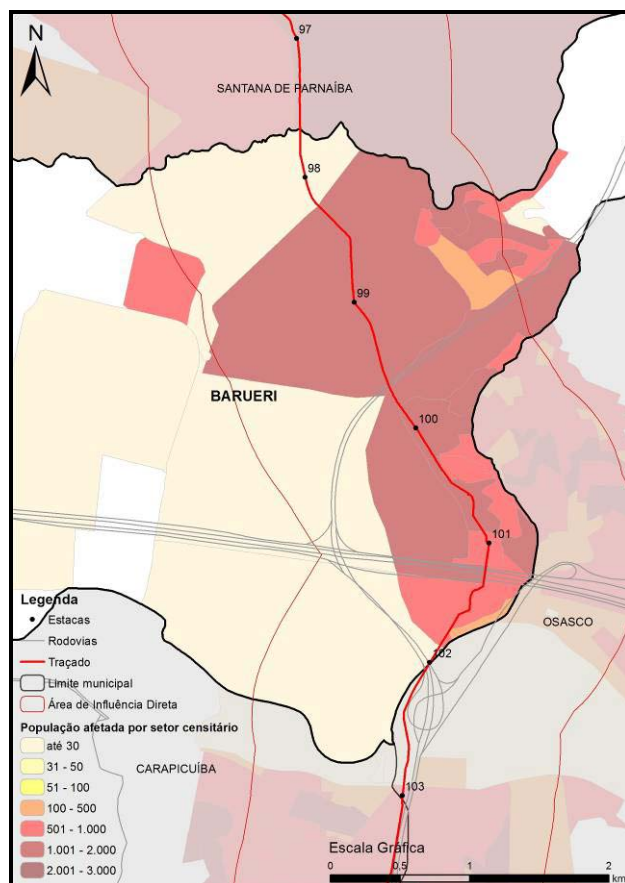 97
N
SANTANA DE PARNAÍBA
98
99
BARUERI
100
101
OSASCO
102
CARAPICUÍBA
103
Legenda
Estacas
Rodovias
Traçado
Limite municipal
Área de Influência Direta
População afetada por setor censitário
até 30
31 - 50
51 - 100
100 - 500
501 - 1.000
1.001 - 2.000
2.001 - 3.000
Escala Gráfica
0 0,5 1 2
km